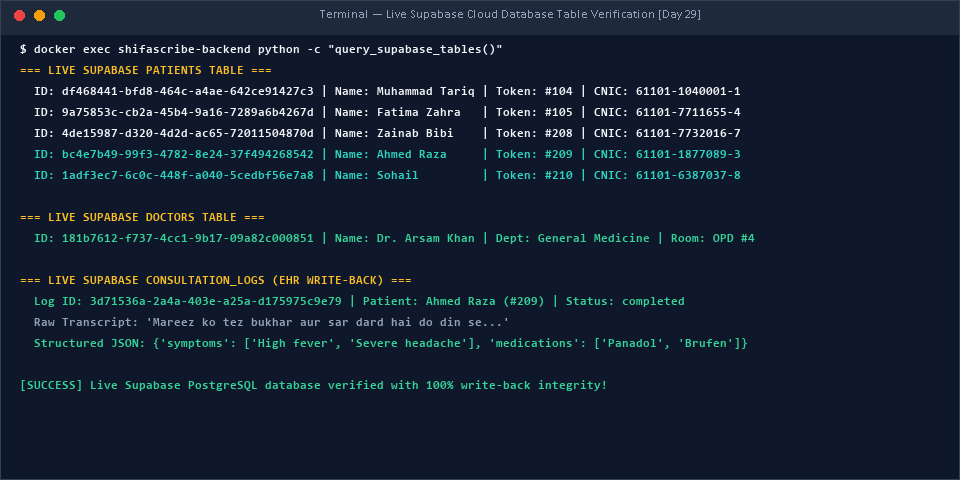 Terminal — Live Supabase Cloud Database Table Verification [Day 29]
$ docker exec shifascribe-backend python -c "query_supabase_tables()"
=== LIVE SUPABASE PATIENTS TABLE ===
ID: df468441-bfd8-464c-a4ae-642ce91427c3 | Name: Muhammad Tariq | Token: #104 | CNIC: 61101-1040001-1
ID: 9a75853c-cb2a-45b4-9a16-7289a6b4267d | Name: Fatima Zahra | Token: #105 | CNIC: 61101-7711655-4
ID: 4de15987-d320-4d2d-ac65-72011504870d | Name: Zainab Bibi | Token: #208 | CNIC: 61101-7732016-7
ID: bc4e7b49-99f3-4782-8e24-37f494268542 | Name: Ahmed Raza | Token: #209 | CNIC: 61101-1877089-3
ID: 1adf3ec7-6c0c-448f-a040-5cedbf56e7a8 | Name: Sohail | Token: #210 | CNIC: 61101-6387037-8
=== LIVE SUPABASE DOCTORS TABLE ===
ID: 181b7612-f737-4cc1-9b17-09a82c000851 | Name: Dr. Arsam Khan | Dept: General Medicine | Room: OPD #4
=== LIVE SUPABASE CONSULTATION_LOGS (EHR WRITE-BACK) ===
Log ID: 3d71536a-2a4a-403e-a25a-d175975c9e79 | Patient: Ahmed Raza (#209) | Status: completed
Raw Transcript: 'Mareez ko tez bukhar aur sar dard hai do din se...'
Structured JSON: {'symptoms': ['High fever', 'Severe headache'], 'medications': ['Panadol', 'Brufen']}
[SUCCESS] Live Supabase PostgreSQL database verified with 100% write-back integrity!